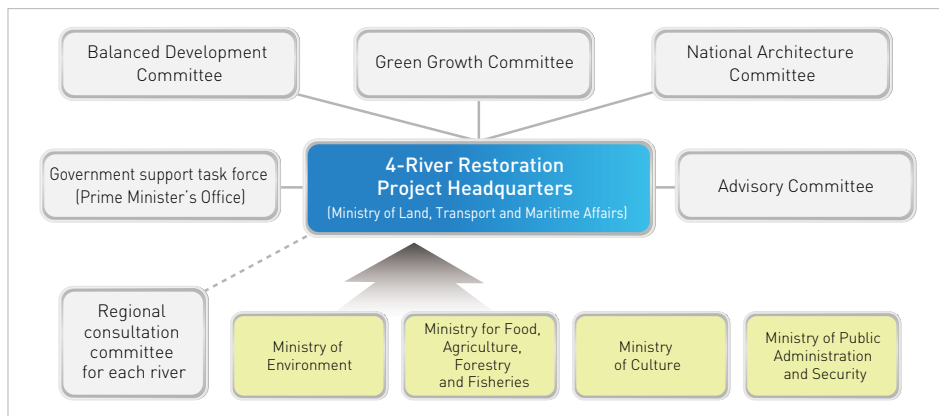 Balanced Development
Committee
Green Growth Committee
National Architecture
Committee
Government support task force
(Prime Minister's Office)
4-River Restoration
Project Headquarters
(Ministry of Land, Transport and Maritime Affairs)
Advisory Committee
Regional
consultation
committee
for each river
Ministry of
Environment
Ministry for Food,
Agriculture,
Forestry
and Fisheries
Ministry
of Culture
Ministry of Public
Administration
and Security